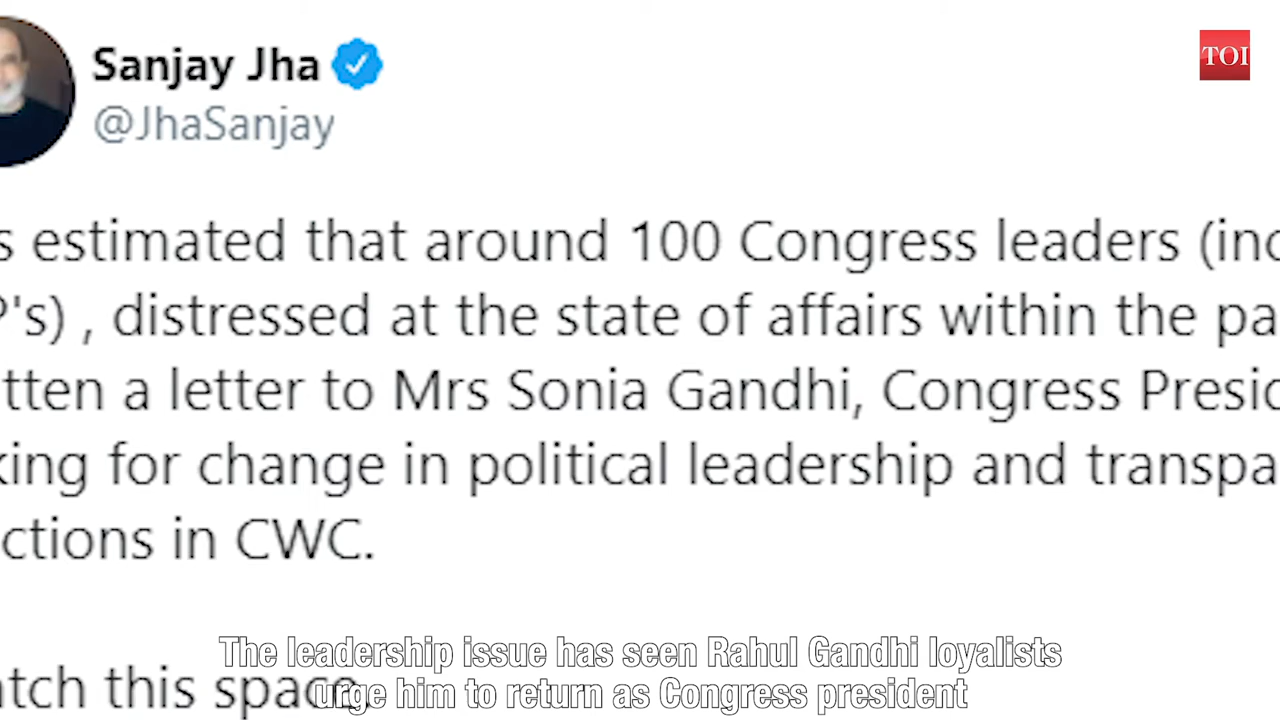 Sanjay Jha
@JhaSanjay
TOI
s estimated that around 100 Congress leaders (inc
P's) , distressed at the state of affairs within the pa
tten a letter to Mrs Sonia Gandhi, Congress Presid
king for change in political leadership and transpa
ctions in CWC.
atch this space.
The leadership issue has seen Rahul Gandhi loyalists
urge him to return as Congress president